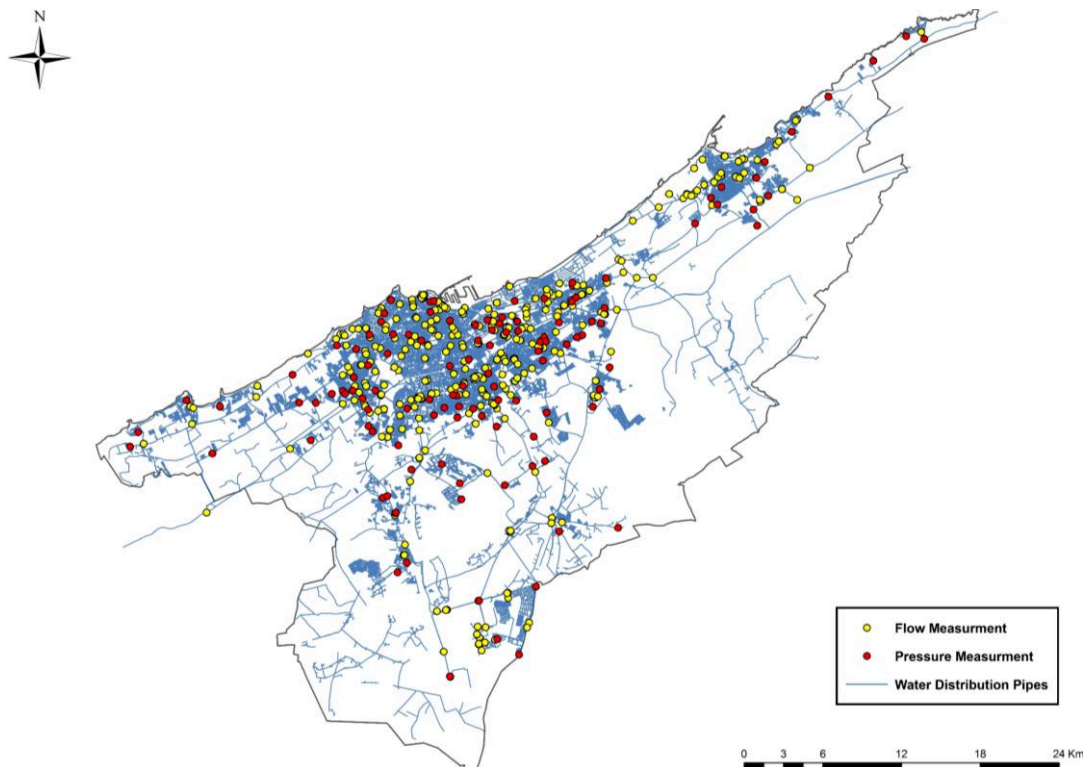 N
Flow Measurment
Pressure Measurment
Water Distribution Pipes
0 3 6 12 18 24 Km